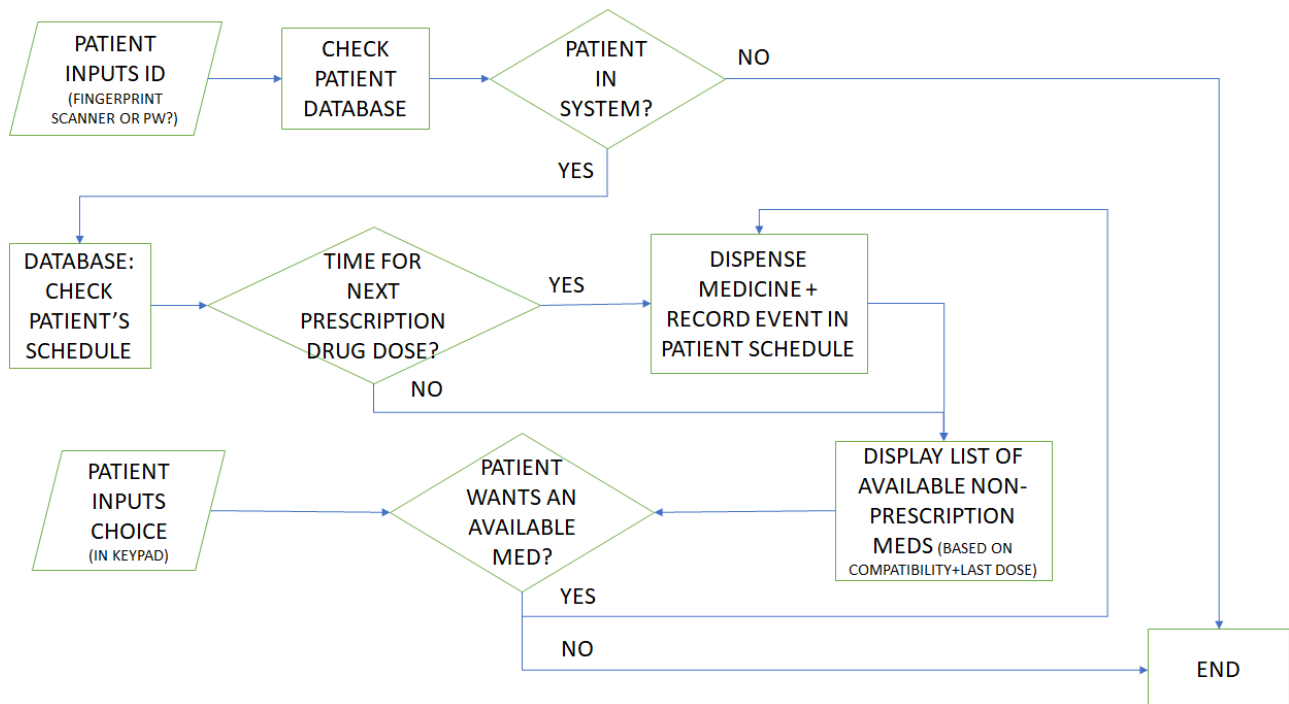 PATIENT
INPUTS ID
(FINGERPRINT
SCANNER OR PW?)
CHECK
PATIENT
DATABASE
PATIENT
IN
SYSTEM?
NO
YES
DATABASE:
CHECK
PATIENT’S
SCHEDULE
TIME FOR
NEXT
PRESCRIPTION
DRUG DOSE?
YES
NO
DISPENSE
MEDICINE +
RECORD EVENT IN
PATIENT SCHEDULE
PATIENT
INPUTS
CHOICE
(IN KEYPAD)
PATIENT
WANTS AN
AVAILABLE
MED?
DISPLAY LIST OF
AVAILABLE NON-
PRESCRIPTION
MEDS (BASED ON
COMPATIBILITY+LAST DOSE)
YES
NO
END